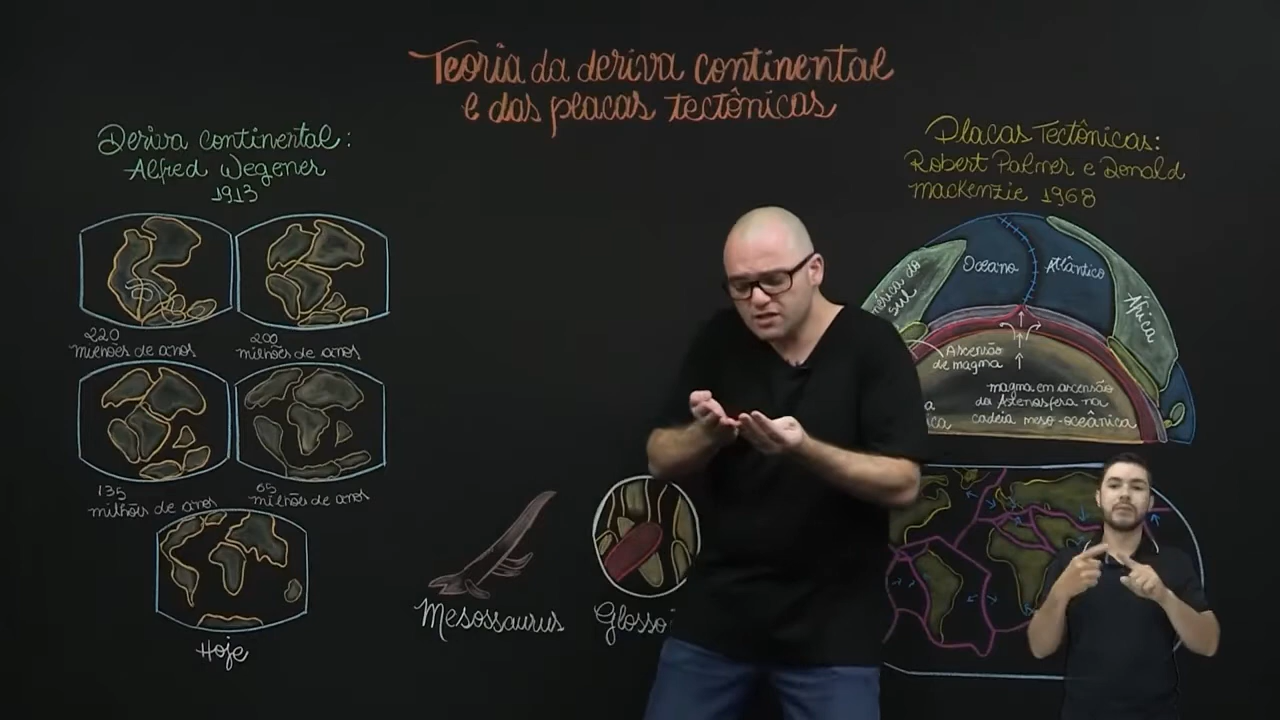 Teoria da deriva continental
e das placas tectônicas
Deriva continental:
Alfred Wegener
1913
220
milhões de anos
200
milhões de anos
135
milhões de anos
65
milhões de anos
Hoje
Mesossaurus
Glosso
Placas Tectônicas:
Robert Palmer e Donald
Mackenzie 1968
Oceano Atlântico
sul
África
Ascensão
de magma
magma em ascensão
da Astenosfera na
cadeia meso-oceânica